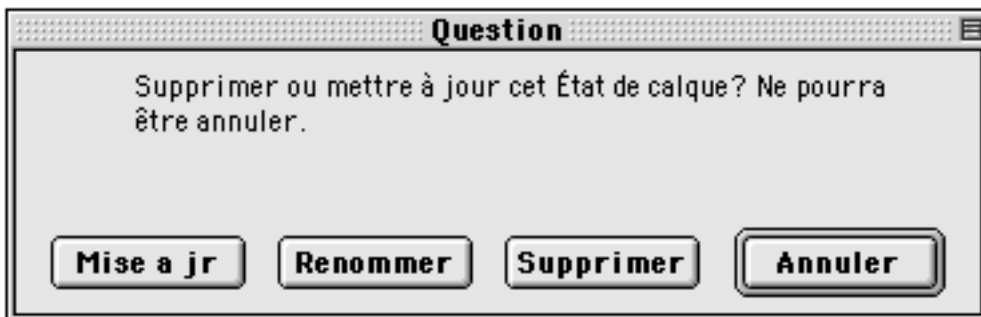 Question
Supprimer ou mettre à jour cet État de calque? Ne pourra
être annuler.
Mise a jr Renommer Supprimer Annuler